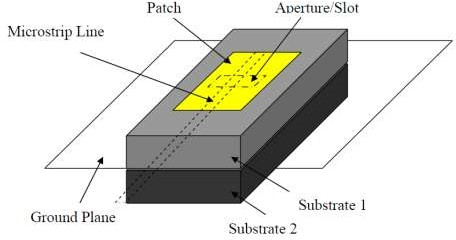 Patch
Aperture/Slot
Microstrip Line
Ground Plane
Substrate 1
Substrate 2